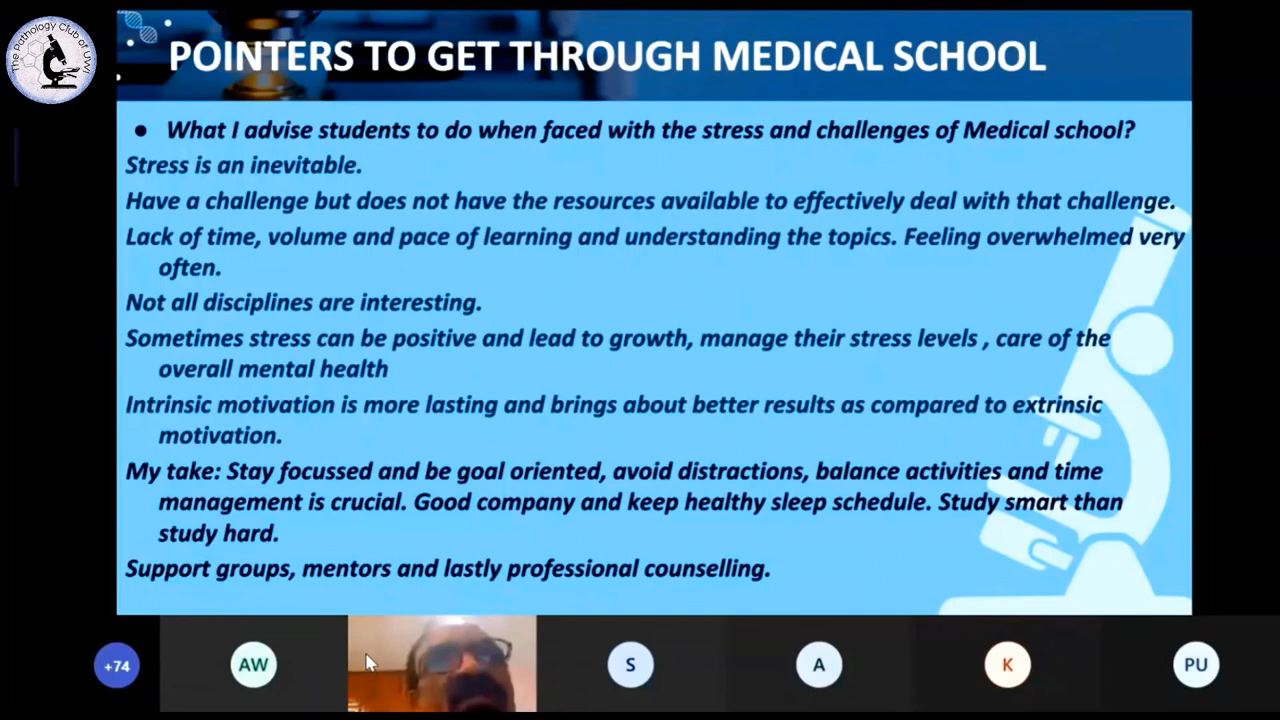 The Pathology Club of UWI
POINTERS TO GET THROUGH MEDICAL SCHOOL
● What I advise students to do when faced with the stress and challenges of Medical school?
Stress is an inevitable.
Have a challenge but does not have the resources available to effectively deal with that challenge.
Lack of time, volume and pace of learning and understanding the topics. Feeling overwhelmed very
often.
Not all disciplines are interesting.
Sometimes stress can be positive and lead to growth, manage their stress levels , care of the
overall mental health
Intrinsic motivation is more lasting and brings about better results as compared to extrinsic
motivation.
My take: Stay focussed and be goal oriented, avoid distractions, balance activities and time
management is crucial. Good company and keep healthy sleep schedule. Study smart than
study hard.
Support groups, mentors and lastly professional counselling.
+74 AW S A K PU